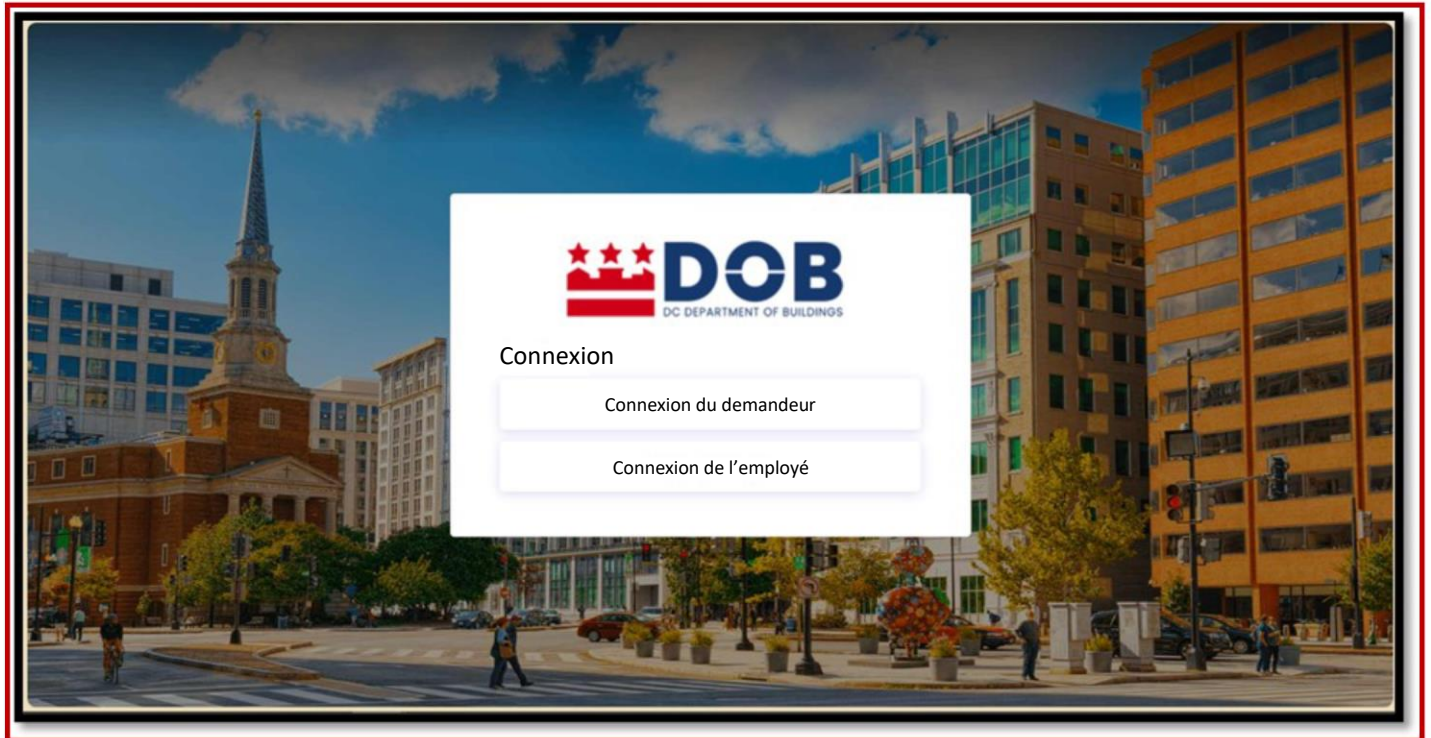 DOB
DC DEPARTMENT OF BUILDINGS
Connexion
Connexion du demandeur
Connexion de l’employé